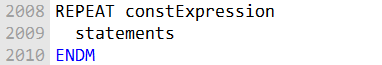 2008 REPEAT constExpression
2009   statements
2010 ENDM